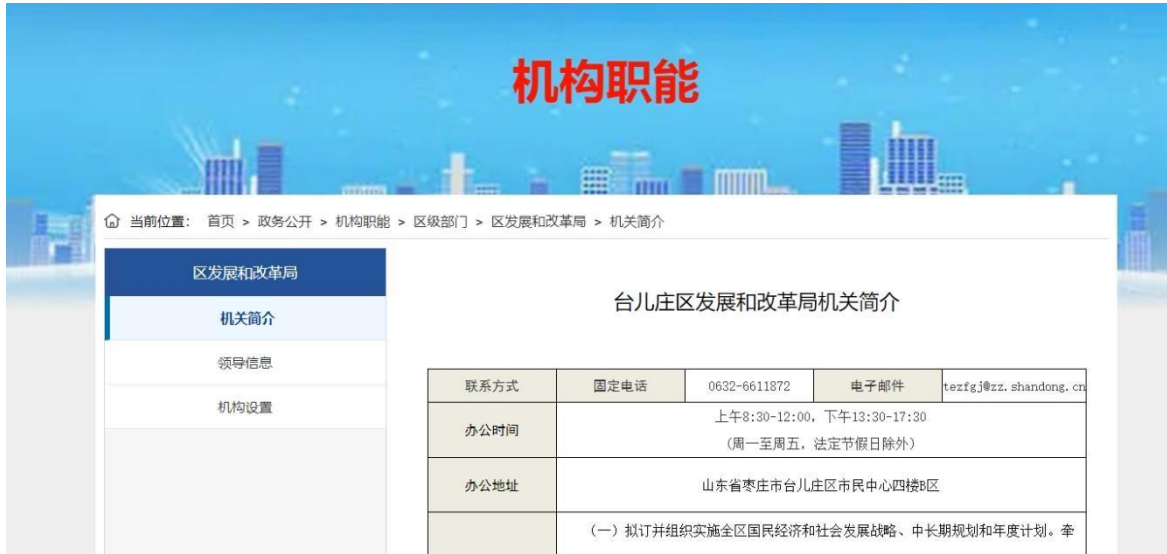 机构职能
当前位置： 首页 > 政务公开 > 机构职能 > 区级部门 > 区发展和改革局 > 机关简介
区发展和改革局
机关简介
领导信息
机构设置
台儿庄区发展和改革局机关简介
联系方式 固定电话 0632-6611872 电子邮件 tezfgj@zz.shandong.cn
办公时间 上午8:30-12:00，下午13:30-17:30
（周一至周五，法定节假日除外）
办公地址 山东省枣庄市台儿庄区市民中心四楼B区
（一）拟订并组织实施全区国民经济和社会发展战略、中长期规划和年度计划。牵